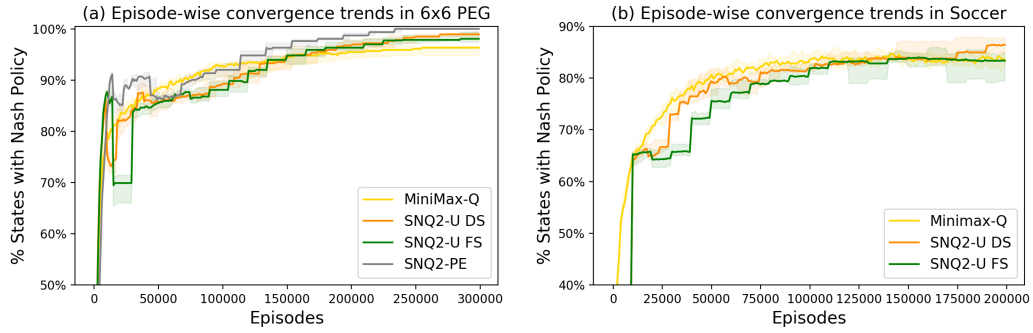 (a) Episode-wise convergence trends in 6x6 PEG
% States with Nash Policy
100%
90%
80%
70%
60%
50%
MiniMax-Q
SNQ2-U DS
SNQ2-U FS
SNQ2-PE
0 50000 100000 150000 200000 250000 300000
Episodes
(b) Episode-wise convergence trends in Soccer
% States with Nash Policy
90%
80%
70%
60%
50%
40%
Minimax-Q
SNQ2-U DS
SNQ2-U FS
0 25000 50000 75000 100000 125000 150000 175000 200000
Episodes